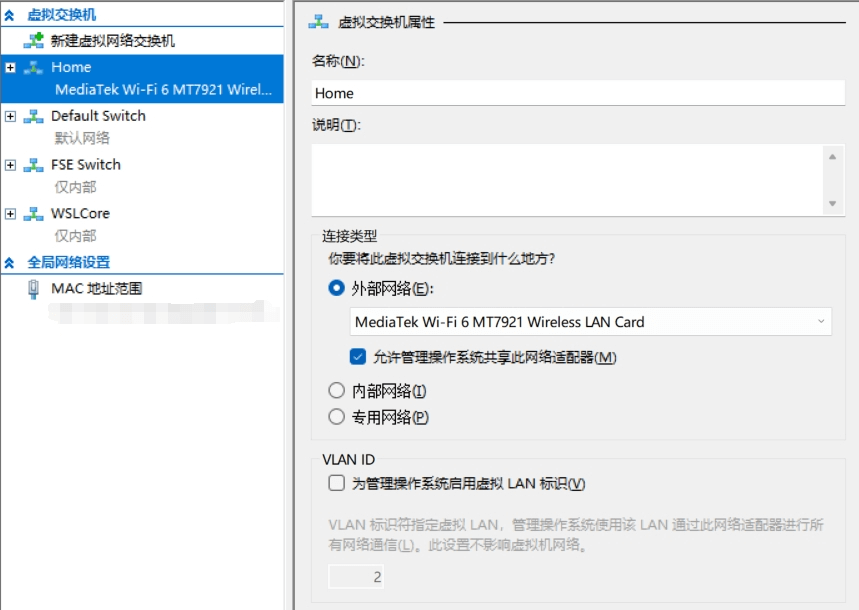 虚拟交换机
新建虚拟网络交换机
Home
MediaTek Wi-Fi 6 MT7921 Wirel...
Default Switch
默认网络
FSE Switch
仅内部
WSLCore
仅内部
全局网络设置
MAC 地址范围
虚拟交换机属性
名称(N):
Home
说明(T):
连接类型
你要将此虚拟交换机连接到什么地方?
外部网络(E):
MediaTek Wi-Fi 6 MT7921 Wireless LAN Card
允许管理操作系统共享此网络适配器(M)
内部网络(I)
专用网络(P)
VLAN ID
为管理操作系统启用虚拟 LAN 标识(V)
VLAN 标识符指定虚拟 LAN，管理操作系统使用该 LAN 通过此网络适配器进行所
有网络通信(L)。此设置不影响虚拟机网络。
2